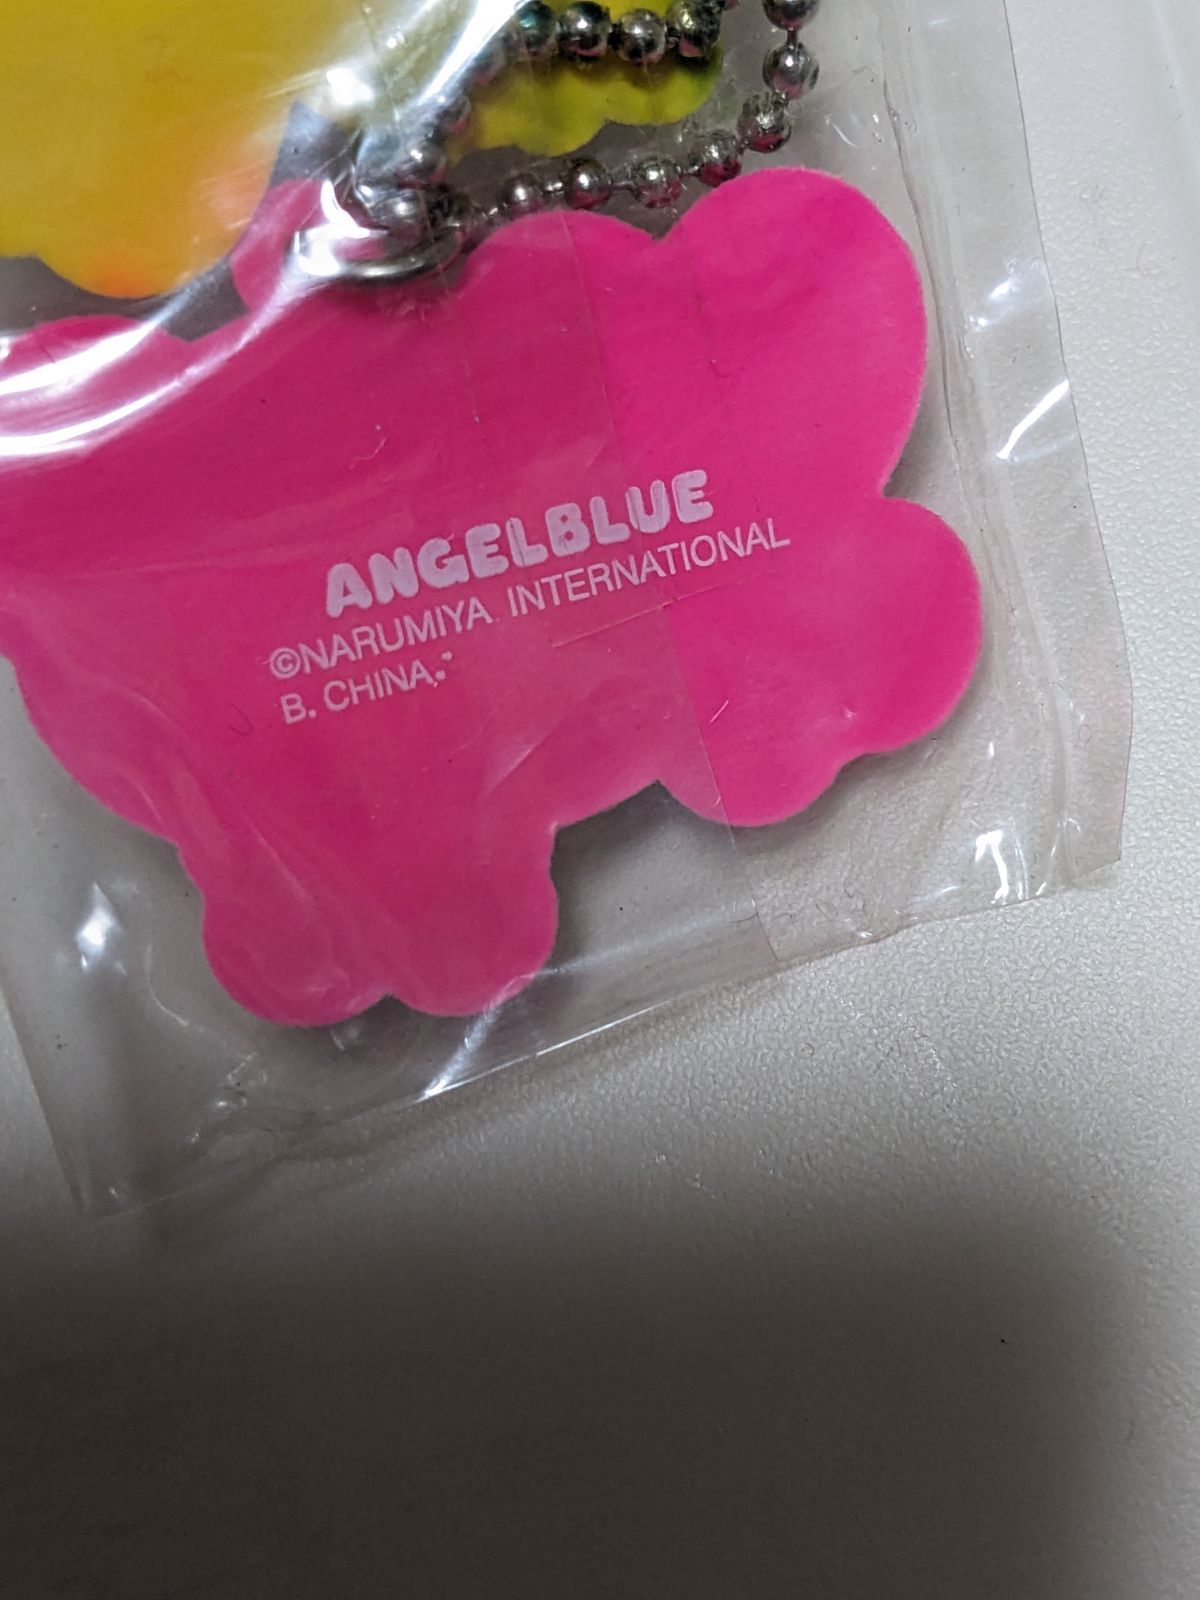 ANGELBLUE
©NARUMIYA INTERNATIONAL
B. CHINA.